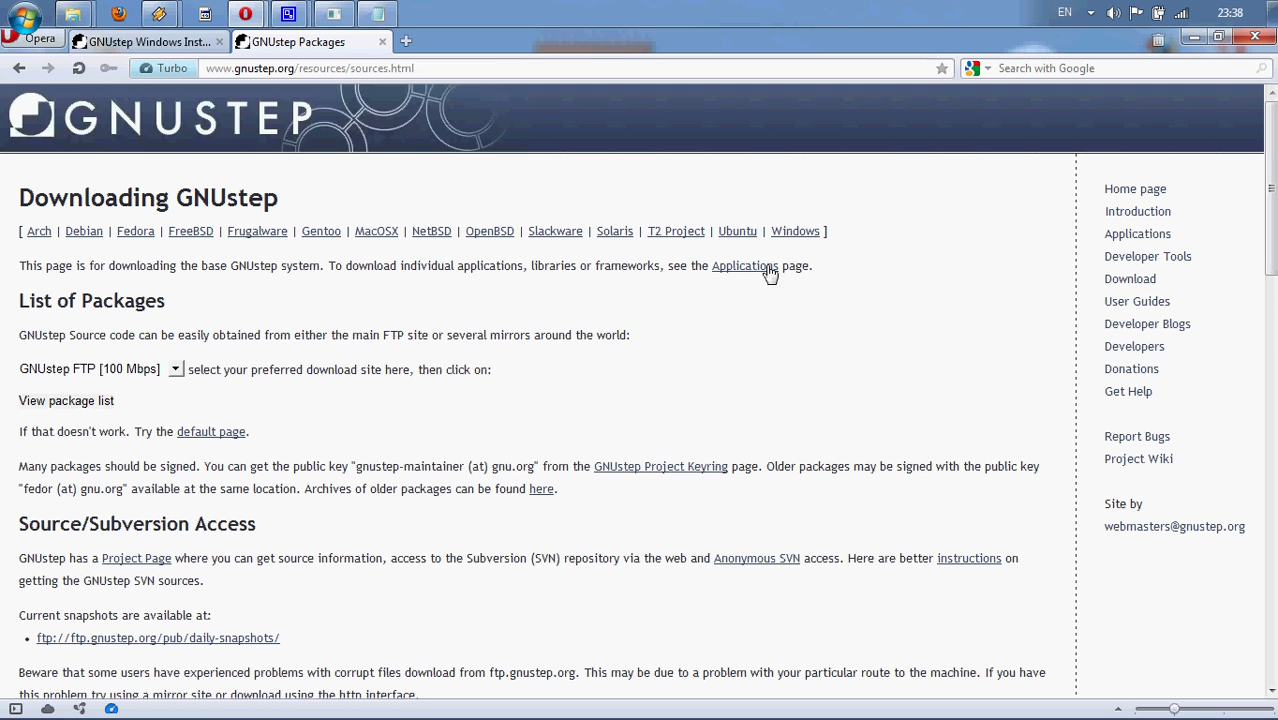 EN
23:38
Opera
GNUstep Windows Inst...
GNUstep Packages
Turbo
www.gnustep.org/resources/sources.html
Search with Google
GNUSTEP
Downloading GNUstep
[ Arch | Debian | Fedora | FreeBSD | Frugalware | Gentoo | MacOSX | NetBSD | OpenBSD | Slackware | Solaris | T2 Project | Ubuntu | Windows ]
This page is for downloading the base GNUstep system. To download individual applications, libraries or frameworks, see the Applications page.
List of Packages
GNUstep Source code can be easily obtained from either the main FTP site or several mirrors around the world:
GNUstep FTP [100 Mbps] select your preferred download site here, then click on:
View package list
If that doesn't work. Try the default page.
Many packages should be signed. You can get the public key "gnustep-maintainer (at) gnu.org" from the GNUstep Project Keyring page. Older packages may be signed with the public key
"fedor (at) gnu.org" available at the same location. Archives of older packages can be found here.
Source/Subversion Access
GNUstep has a Project Page where you can get source information, access to the Subversion (SVN) repository via the web and Anonymous SVN access. Here are better instructions on
getting the GNUstep SVN sources.
Current snapshots are available at:
• ftp://ftp.gnustep.org/pub/daily-snapshots/
Beware that some users have experienced problems with corrupt files download from ftp.gnustep.org. This may be due to a problem with your particular route to the machine. If you have
this problem try using a mirror site or download using the http interface.
Home page
Introduction
Applications
Developer Tools
Download
User Guides
Developer Blogs
Developers
Donations
Get Help
Report Bugs
Project Wiki
Site by
webmasters@gnustep.org